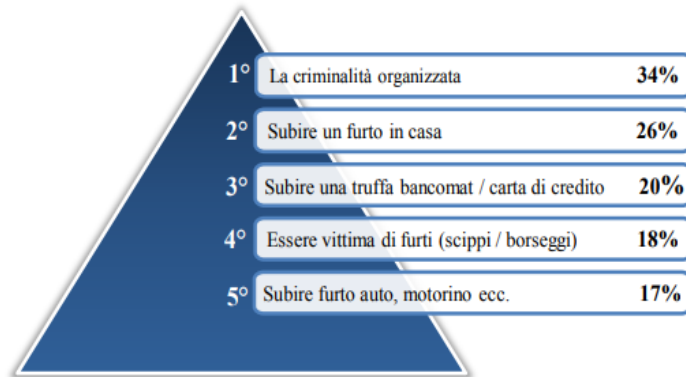 1° La criminalità organizzata 34%
2° Subire un furto in casa 26%
3° Subire una truffa bancomat / carta di credito 20%
4° Essere vittima di furti (scippi / borseggi) 18%
5° Subire furto auto, motorino ecc. 17%